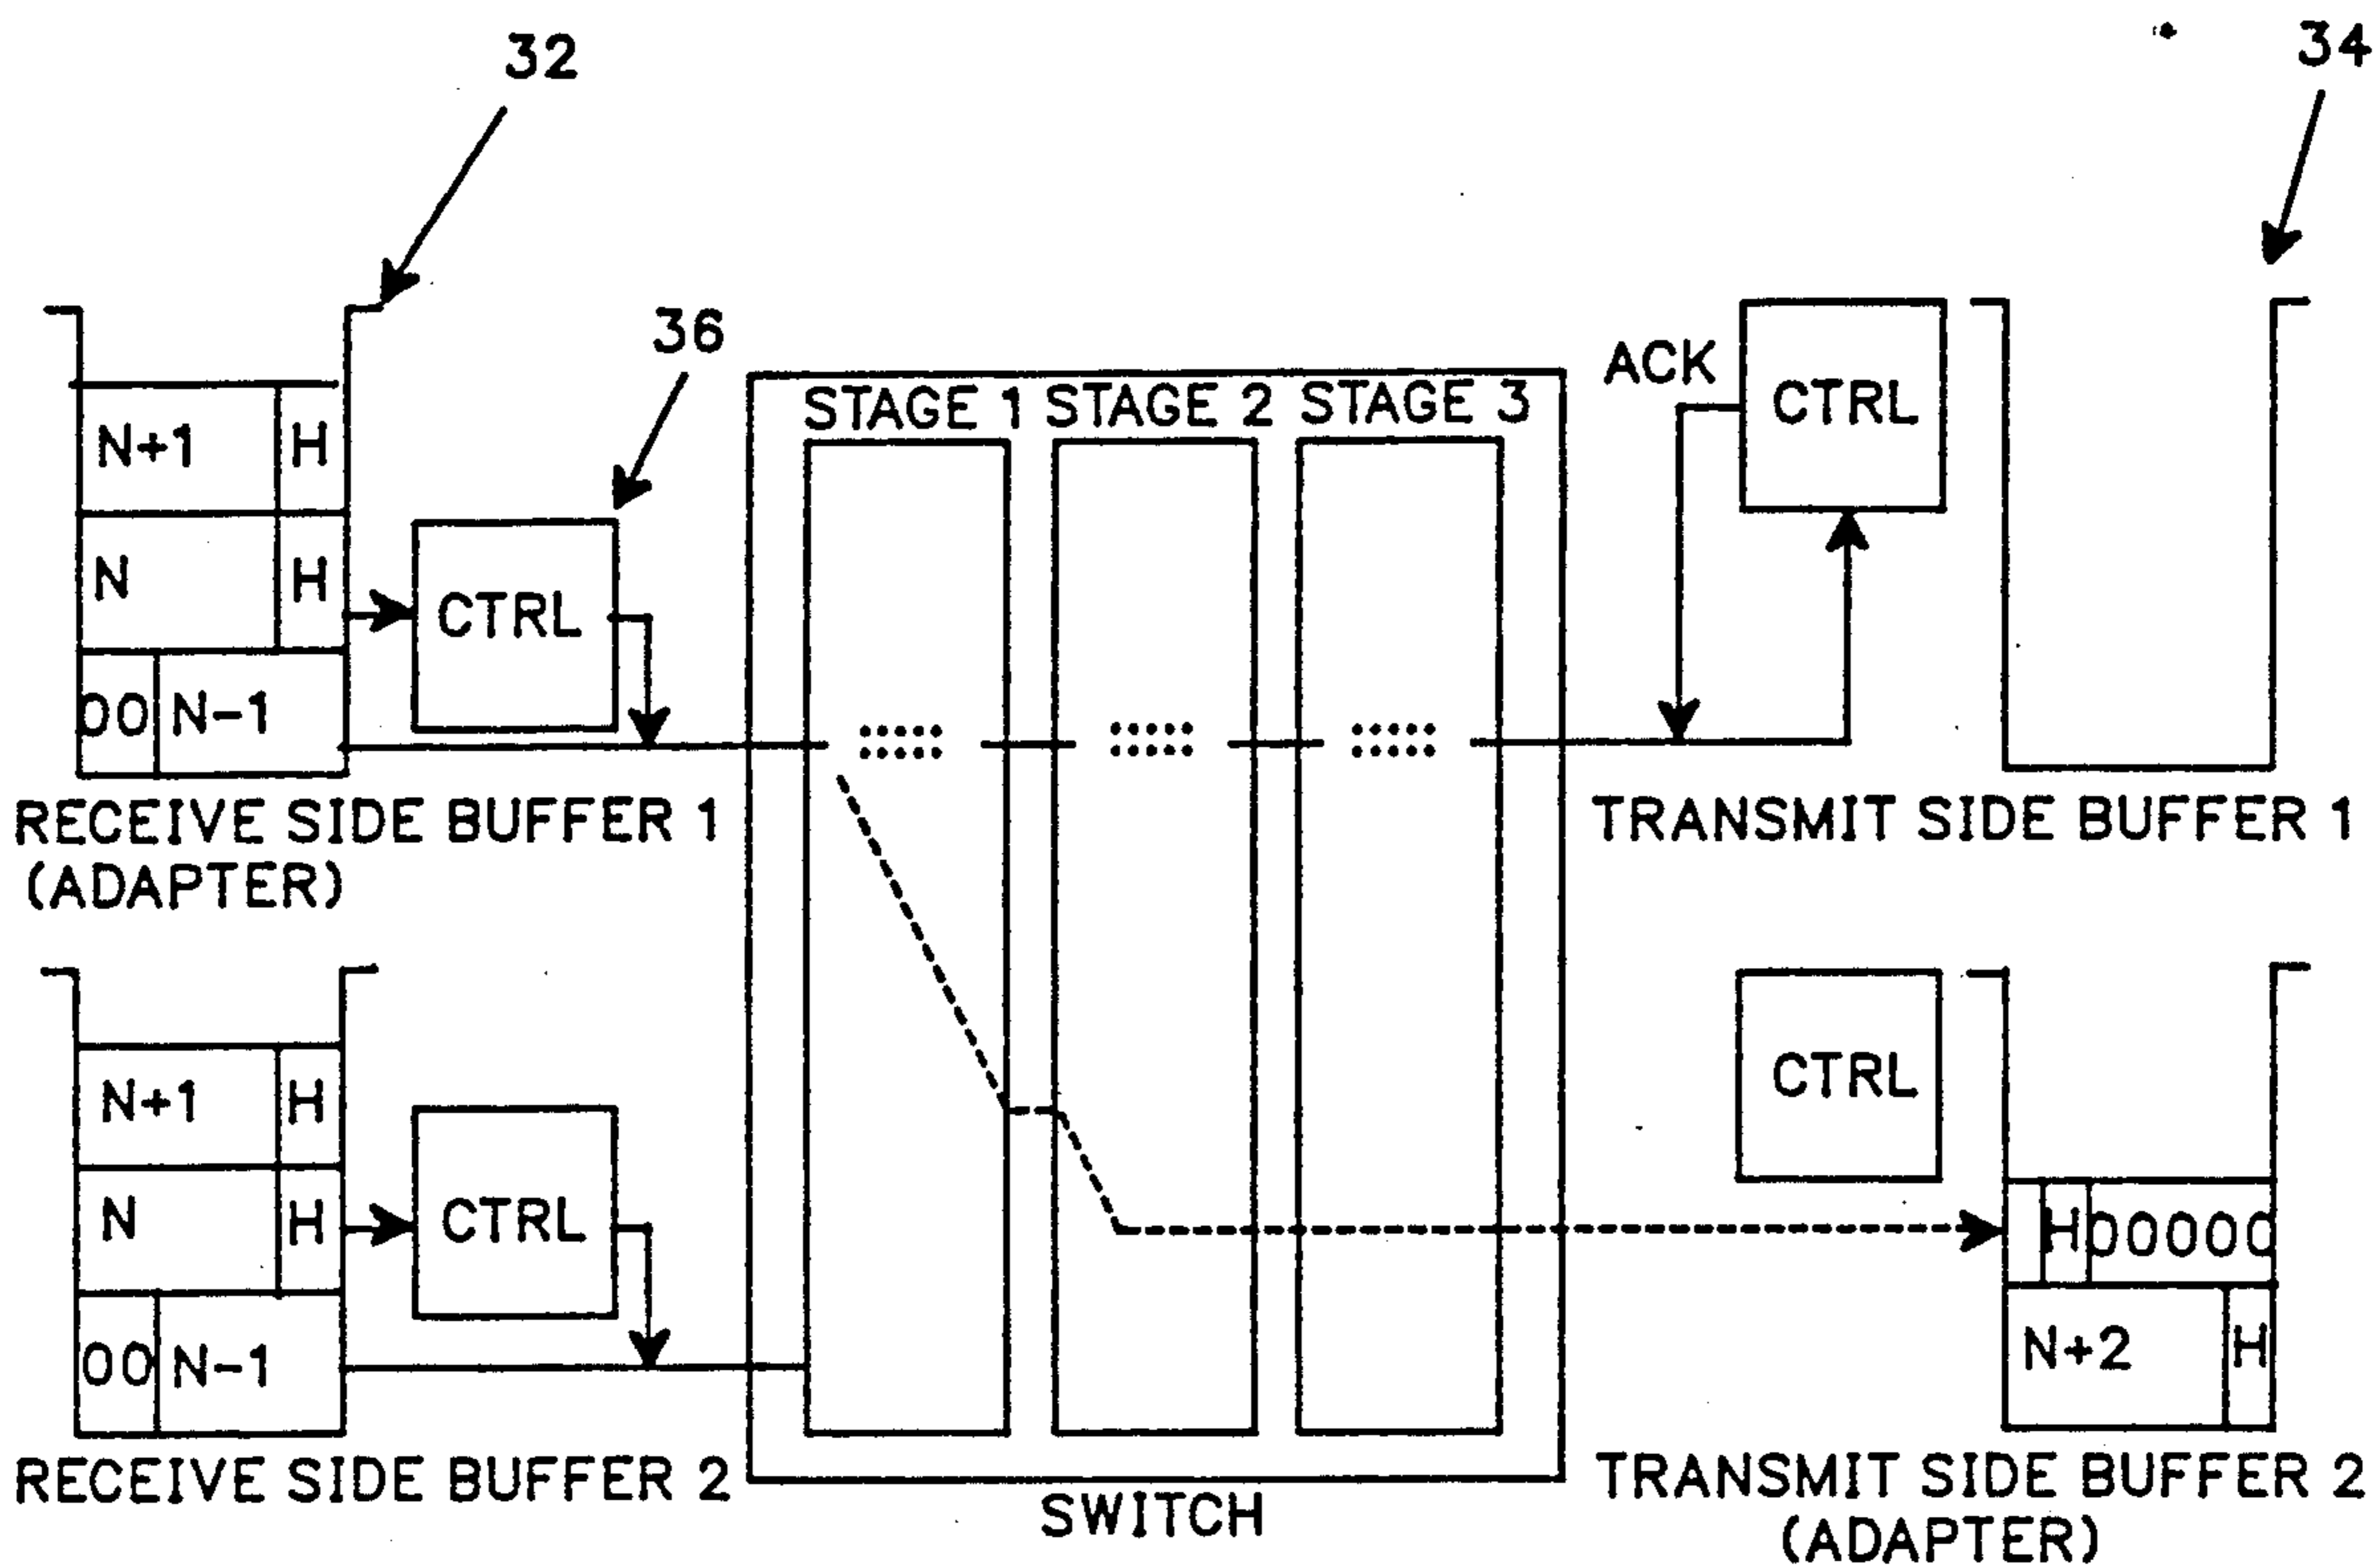 32
34
36
ACK
CTRL
STAGE 1 STAGE 2 STAGE 3
N+1 H
N H
CTRL
00 N-1
RECEIVE SIDE BUFFER 1
(ADAPTER)
TRANSMIT SIDE BUFFER 1
N+1 H
N H
CTRL
00 N-1
RECEIVE SIDE BUFFER 2
CTRL
H 00000
N+2 H
SWITCH
TRANSMIT SIDE BUFFER 2
(ADAPTER)